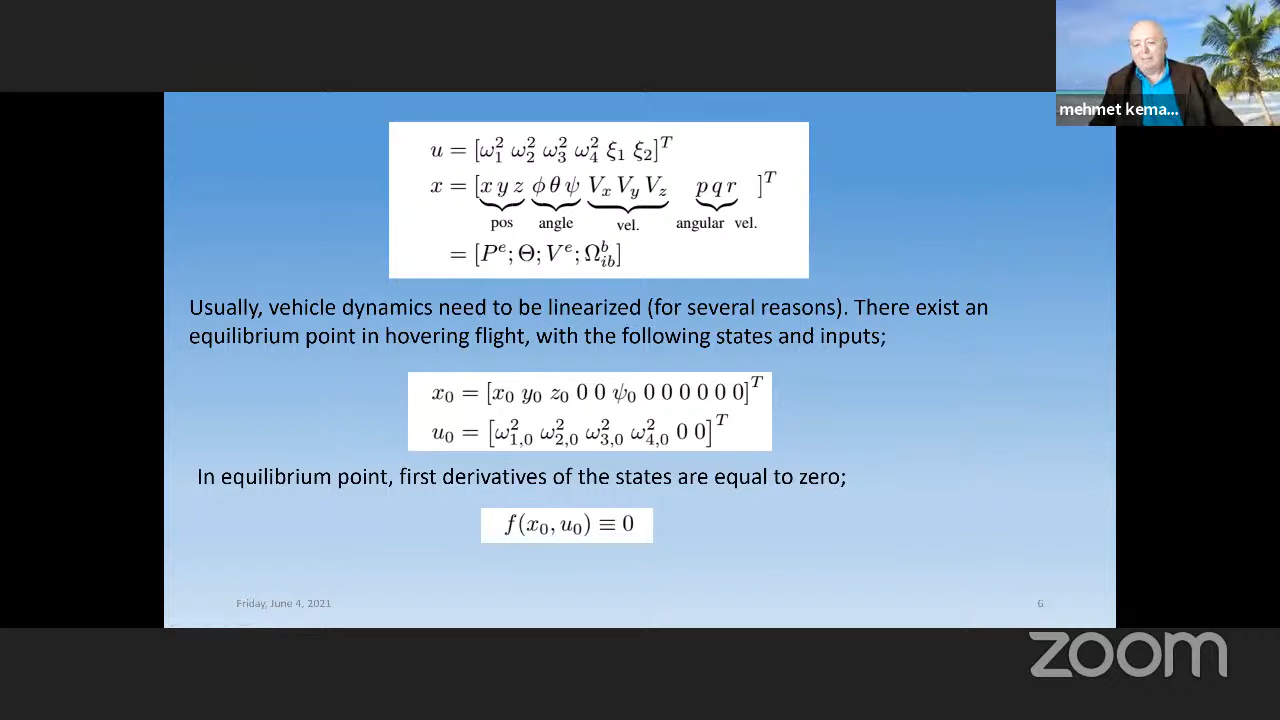 mehmet kema...
u = [ω₁² ω₂² ω₃² ω₄² ξ₁ ξ₂]ᵀ
x = [x y z ϕ θ ψ Vₓ Vᵧ V_z p q r ]ᵀ
pos angle vel. angular vel.
= [Pᵉ; Θ; Vᵉ; Ωᵇᵢᵦ]
Usually, vehicle dynamics need to be linearized (for several reasons). There exist an
equilibrium point in hovering flight, with the following states and inputs;
x₀ = [x₀ y₀ z₀ 0 0 ψ₀ 0 0 0 0 0 0]ᵀ
u₀ = [ω²₁,₀ ω²₂,₀ ω²₃,₀ ω²₄,₀ 0 0]ᵀ
In equilibrium point, first derivatives of the states are equal to zero;
f(x₀, u₀) ≡ 0
Friday, June 4, 2021
6
zoom